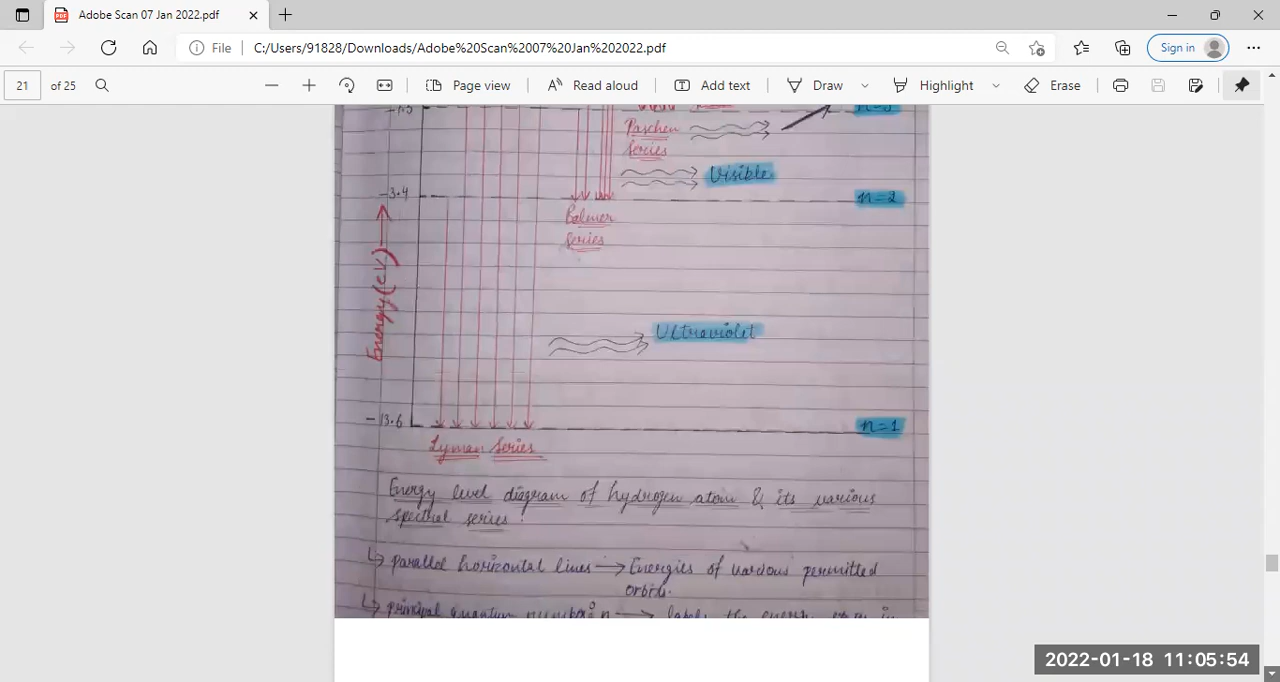 Adobe Scan 07 Jan 2022.pdf
File C:/Users/91828/Downloads/Adobe%20Scan%2007%20Jan%202022.pdf
Sign in
21 of 25
Page view
Read aloud
Add text
Draw
Highlight
Erase
Paschen
Series
Visible
-3.4
n=2
Balmer
Series
Energy (eV)
Ultraviolet
-13.6
n=1
Lyman Series
Energy level diagram of hydrogen atom & its various
spectral series.
parallel horizontal lines → Energies of various permitted
orbits.
principal quantum number n →
2022-01-18 11:05:54